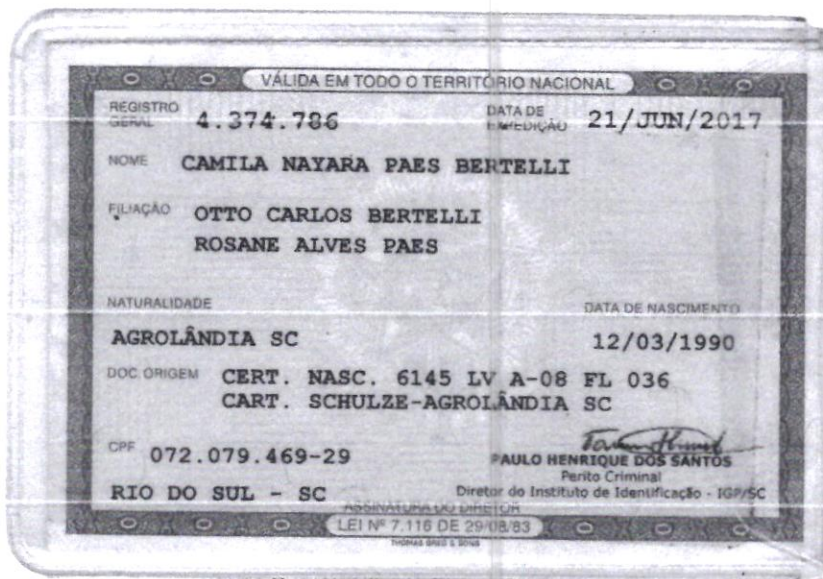 VÁLIDA EM TODO O TERRITÓRIO NACIONAL
REGISTRO GERAL 4.374.786 DATA DE EXPEDIÇÃO 21/JUN/2017
NOME CAMILA NAYARA PAES BERTELLI
FILIAÇÃO OTTO CARLOS BERTELLI
ROSANE ALVES PAES
NATURALIDADE DATA DE NASCIMENTO
AGROLÂNDIA SC 12/03/1990
DOC. ORIGEM CERT. NASC. 6145 LV A-08 FL 036
CART. SCHULZE-AGROLÂNDIA SC
CPF 072.079.469-29
PAULO HENRIQUE DOS SANTOS
Perito Criminal
RIO DO SUL - SC Diretor do Instituto de Identificação - IGP/SC
ASSINATURA DO DIRETOR
LEI Nº 7.116 DE 29/08/83
THOMAS GREG & SONS